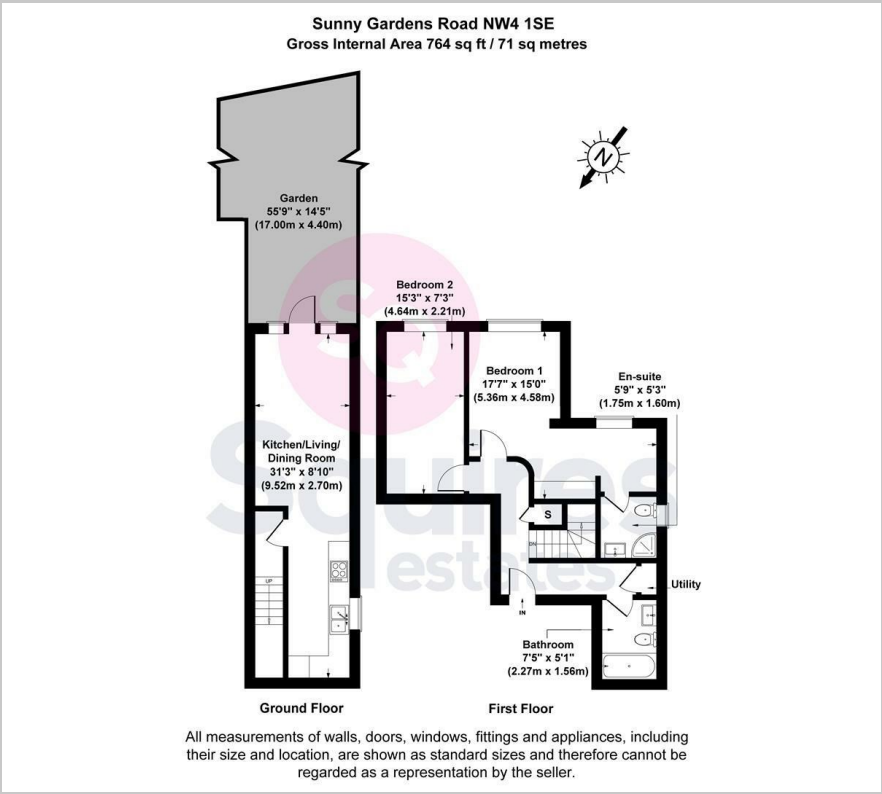 Sunny Gardens Road NW4 1SE
Gross Internal Area 764 sq ft / 71 sq metres
N
Garden
55'9" x 14'5"
(17.00m x 4.40m)
Bedroom 2
15'3" x 7'3"
(4.64m x 2.21m)
Bedroom 1
17'7" x 15'0"
(5.36m x 4.58m)
En-suite
5'9" x 5'3"
(1.75m x 1.60m)
SQ
Squires
estates
Kitchen/Living/
Dining Room
31'3" x 8'10"
(9.52m x 2.70m)
S
DN
UP
Utility
IN
Bathroom
7'5" x 5'1"
(2.27m x 1.56m)
Ground Floor
First Floor
All measurements of walls, doors, windows, fittings and appliances, including
their size and location, are shown as standard sizes and therefore cannot be
regarded as a representation by the seller.